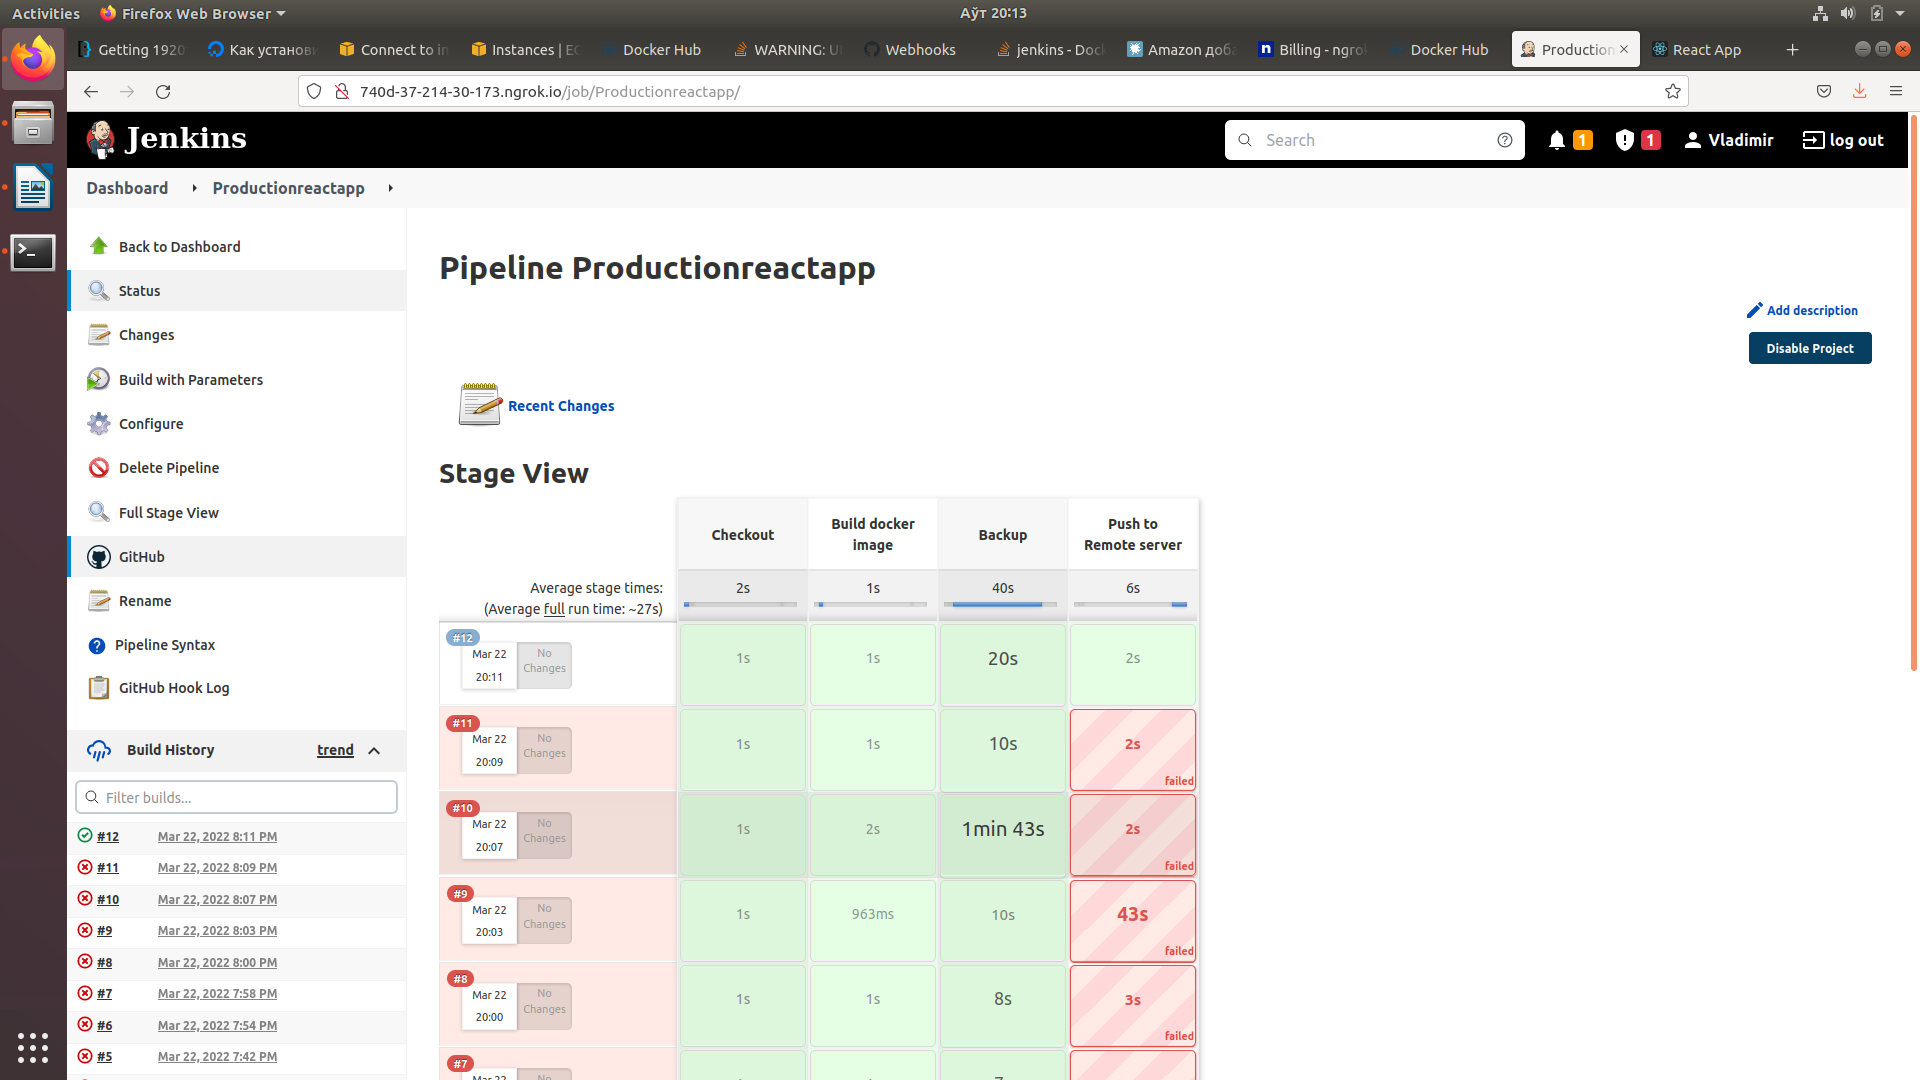 Activities
Firefox Web Browser
Аўт 20:13
Getting 1920
Как установи
Connect to in
Instances | EC
Docker Hub
WARNING: U
Webhooks
jenkins - Dock
Amazon доба
Billing - ngrok
Docker Hub
Production
React App
740d-37-214-30-173.ngrok.io/job/Productionreactapp/
Jenkins
Search
1
1
Vladimir
log out
Dashboard
Productionreactapp
Back to Dashboard
Status
Changes
Build with Parameters
Configure
Delete Pipeline
Full Stage View
GitHub
Rename
Pipeline Syntax
GitHub Hook Log
Build History
trend
Filter builds...
#12 Mar 22, 2022 8:11 PM
#11 Mar 22, 2022 8:09 PM
#10 Mar 22, 2022 8:07 PM
#9 Mar 22, 2022 8:03 PM
#8 Mar 22, 2022 8:00 PM
#7 Mar 22, 2022 7:58 PM
#6 Mar 22, 2022 7:54 PM
#5 Mar 22, 2022 7:42 PM
Pipeline Productionreactapp
Add description
Disable Project
Recent Changes
Stage View
Checkout
Build docker
image
Backup
Push to
Remote server
Average stage times:
(Average full run time: ~27s)
2s
1s
40s
6s
#12
Mar 22
20:11
No
Changes
1s
1s
20s
2s
#11
Mar 22
20:09
No
Changes
1s
1s
10s
2s
failed
#10
Mar 22
20:07
No
Changes
1s
2s
1min 43s
2s
failed
#9
Mar 22
20:03
No
Changes
1s
963ms
10s
43s
failed
#8
Mar 22
20:00
No
Changes
1s
1s
8s
3s
failed
#7
Mar 22
No